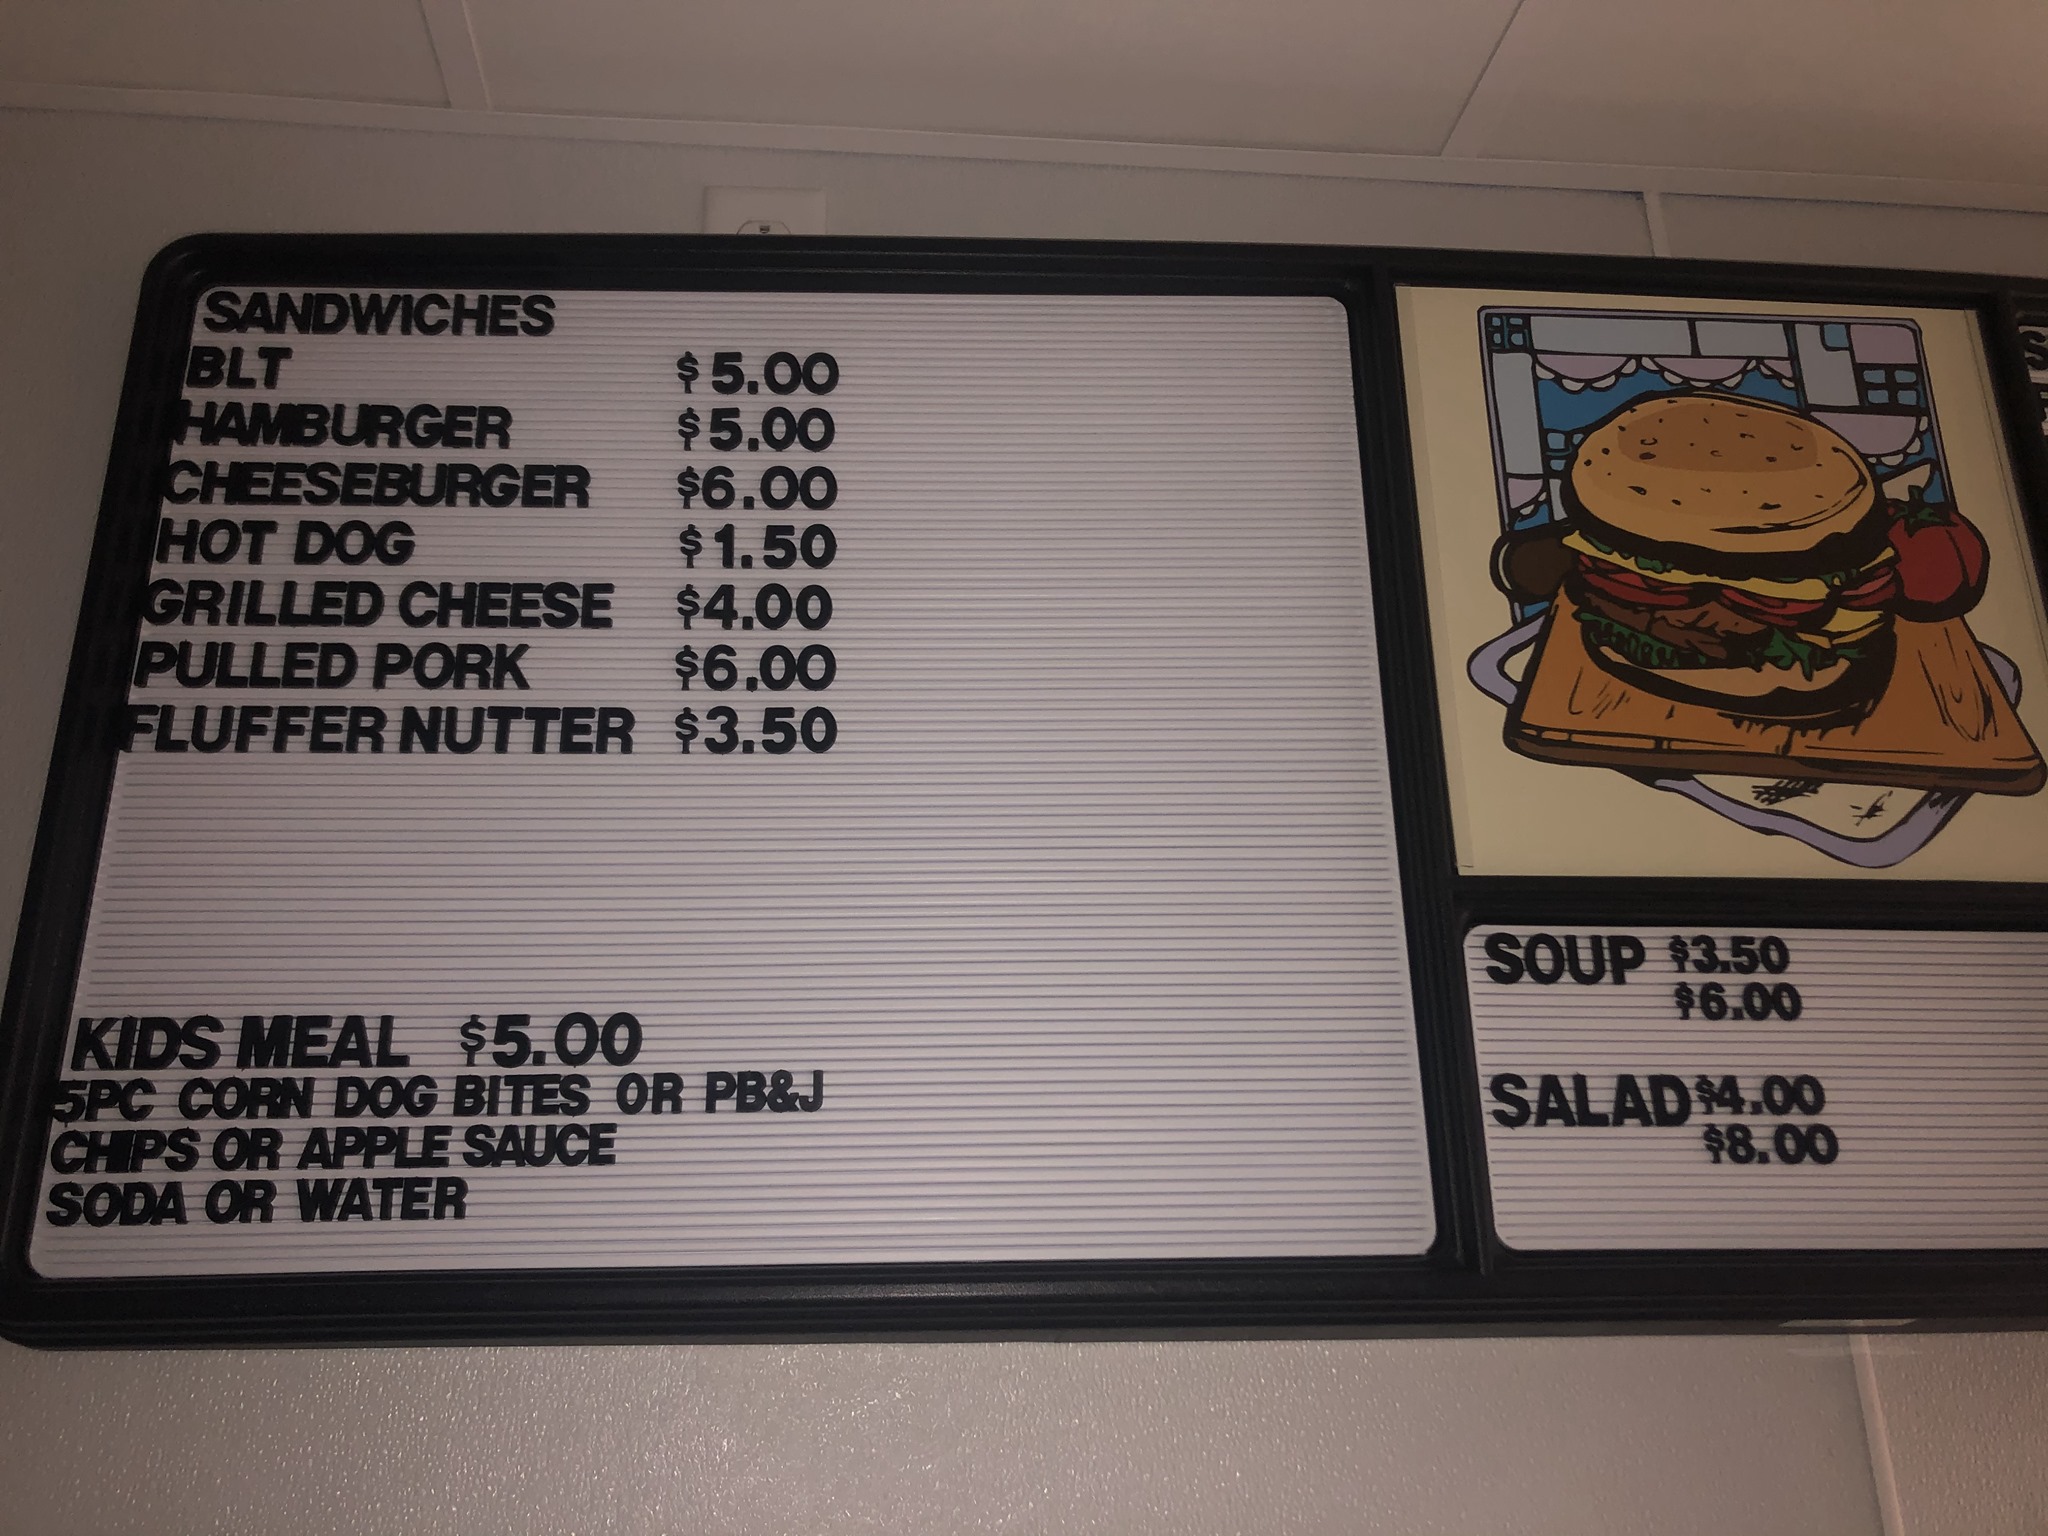 SANDWICHES
BLT $5.00
HAMBURGER $5.00
CHEESEBURGER $6.00
HOT DOG $1.50
GRILLED CHEESE $4.00
PULLED PORK $6.00
FLUFFER NUTTER $3.50
KIDS MEAL $5.00
5PC CORN DOG BITES OR PB&J
CHIPS OR APPLE SAUCE
SODA OR WATER
SOUP $3.50
$6.00
SALAD $4.00
$8.00